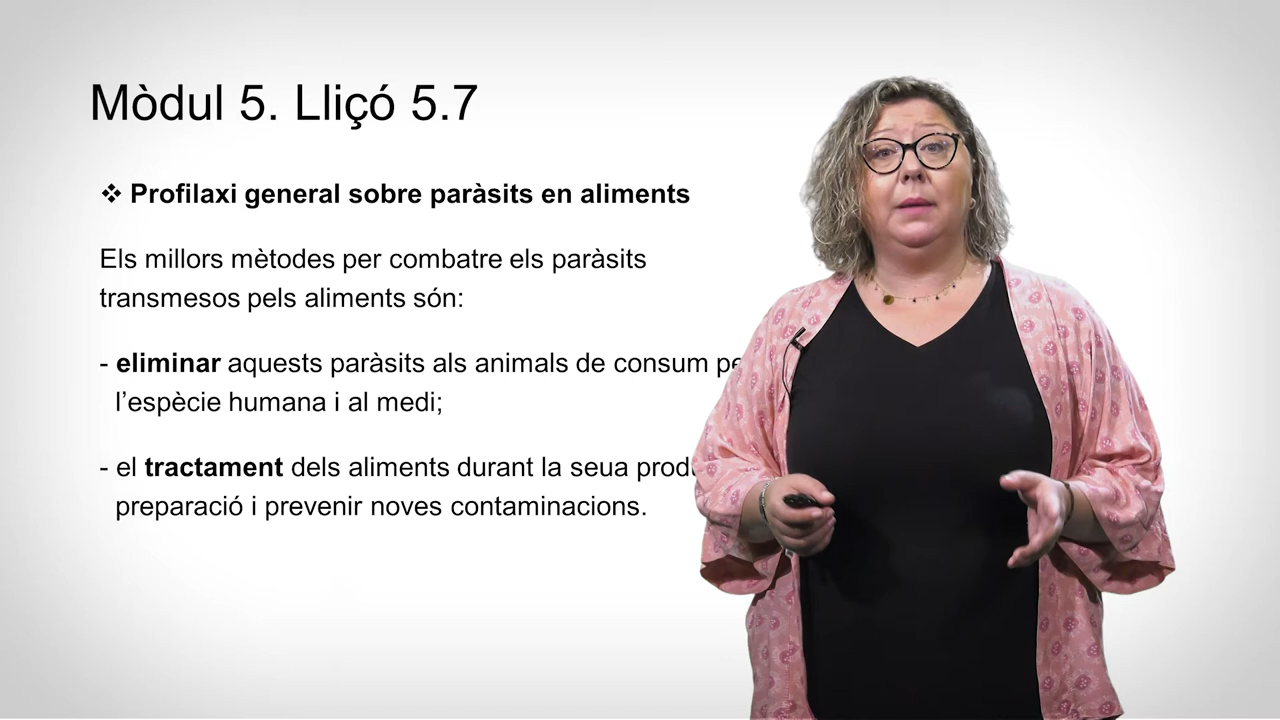 Mòdul 5. Lliçó 5.7
❖ Profilaxi general sobre paràsits en aliments
Els millors mètodes per combatre els paràsits
transmesos pels aliments són:
- eliminar aquests paràsits als animals de consum
l’espècie humana i al medi;
- el tractament dels aliments durant la seua
preparació i prevenir noves contaminacions.